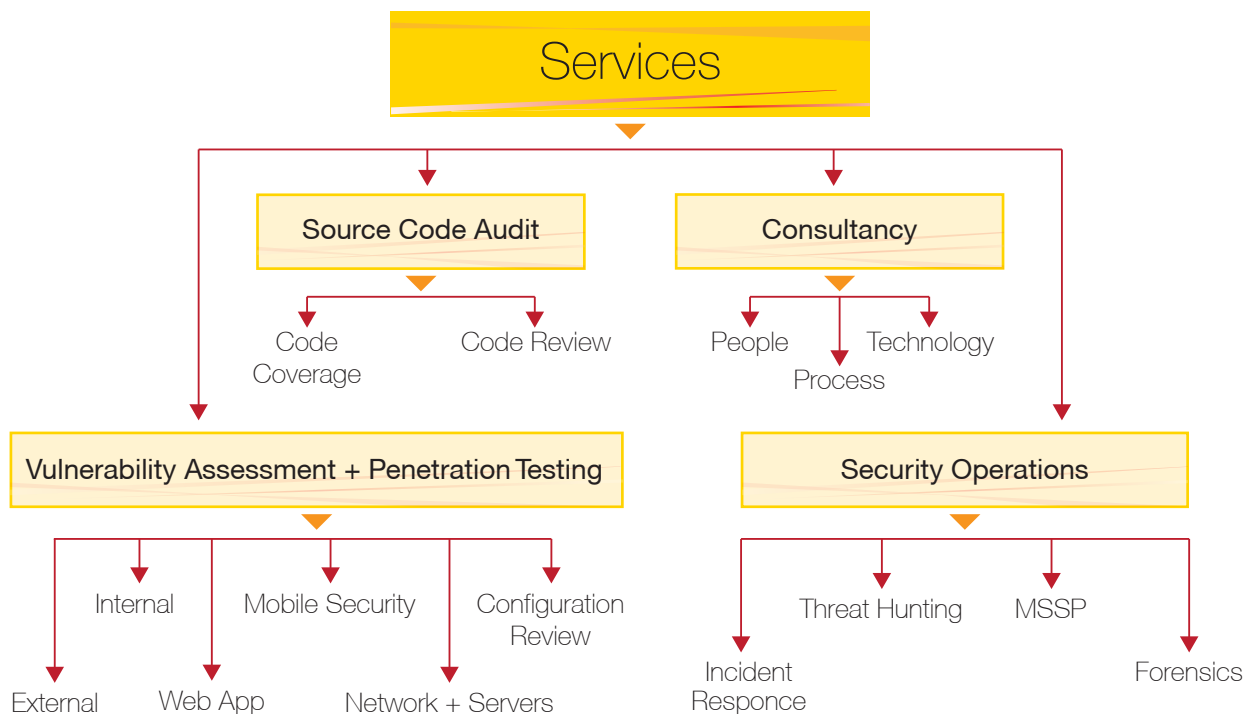 Services
Source Code Audit
Consultancy
Code
Coverage
Code Review
People
Process
Technology
Vulnerability Assessment + Penetration Testing
Security Operations
External
Internal
Web App
Mobile Security
Network + Servers
Configuration
Review
Incident
Responce
Threat Hunting
MSSP
Forensics